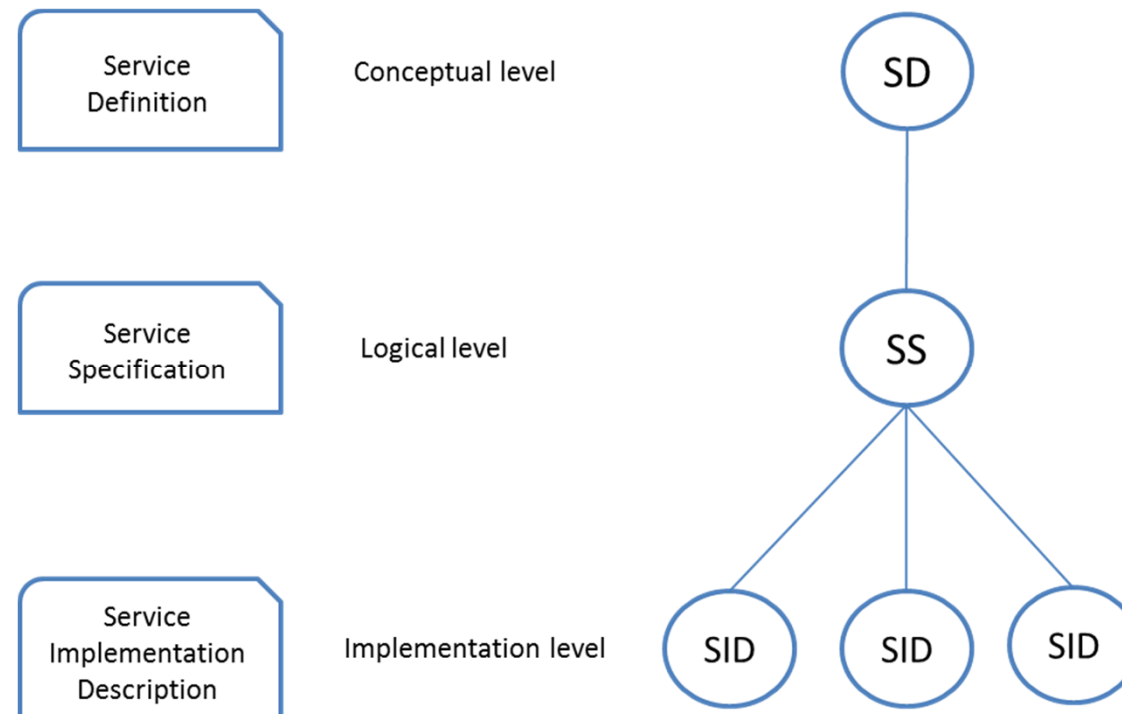 Service
Definition
Conceptual level
SD
Service
Specification
Logical level
SS
Service
Implementation
Description
Implementation level
SID
SID
SID